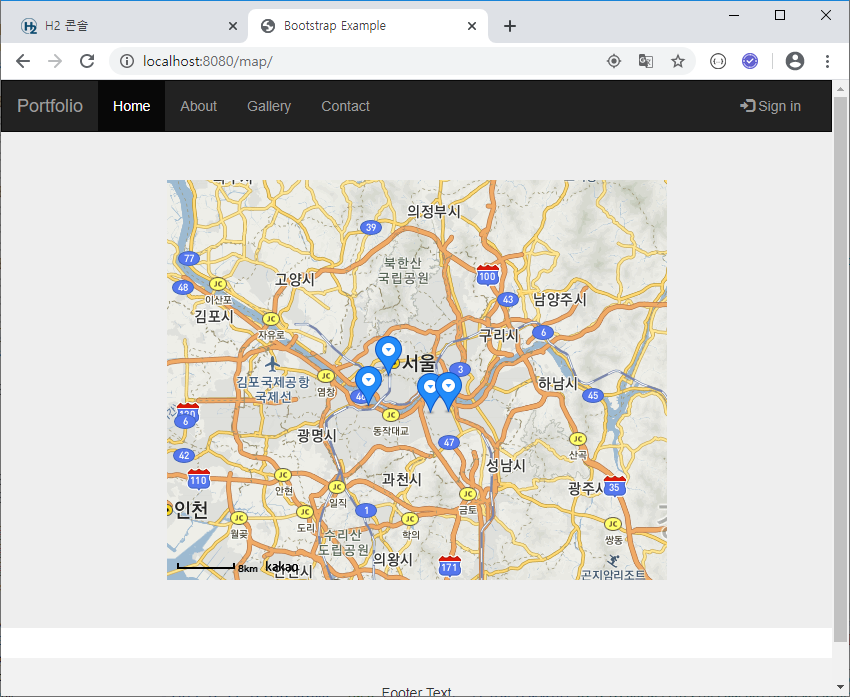 H2 콘솔
Bootstrap Example
localhost:8080/map/
Portfolio
Home
About
Gallery
Contact
Sign in
의정부시
39
북한산
국립공원
77
100
고양시
48
JC
이산포
43
남양주시
김포시
JC
자유로
6
구리시
서울
3
김포국제공항
국제선
JC
염창
하남시
45
6
JC
동작대교
광명시
47
JC
산곡
42
성남시
110
JC
안현
과천시
JC
일직
JC
금토
광주시
35
인천
JC
월곶
JC
도리
1
JC
학의
JC
쌍동
수리산
도립공원
의왕시
171
곤지암리조트
8km
kakao
Footer Text